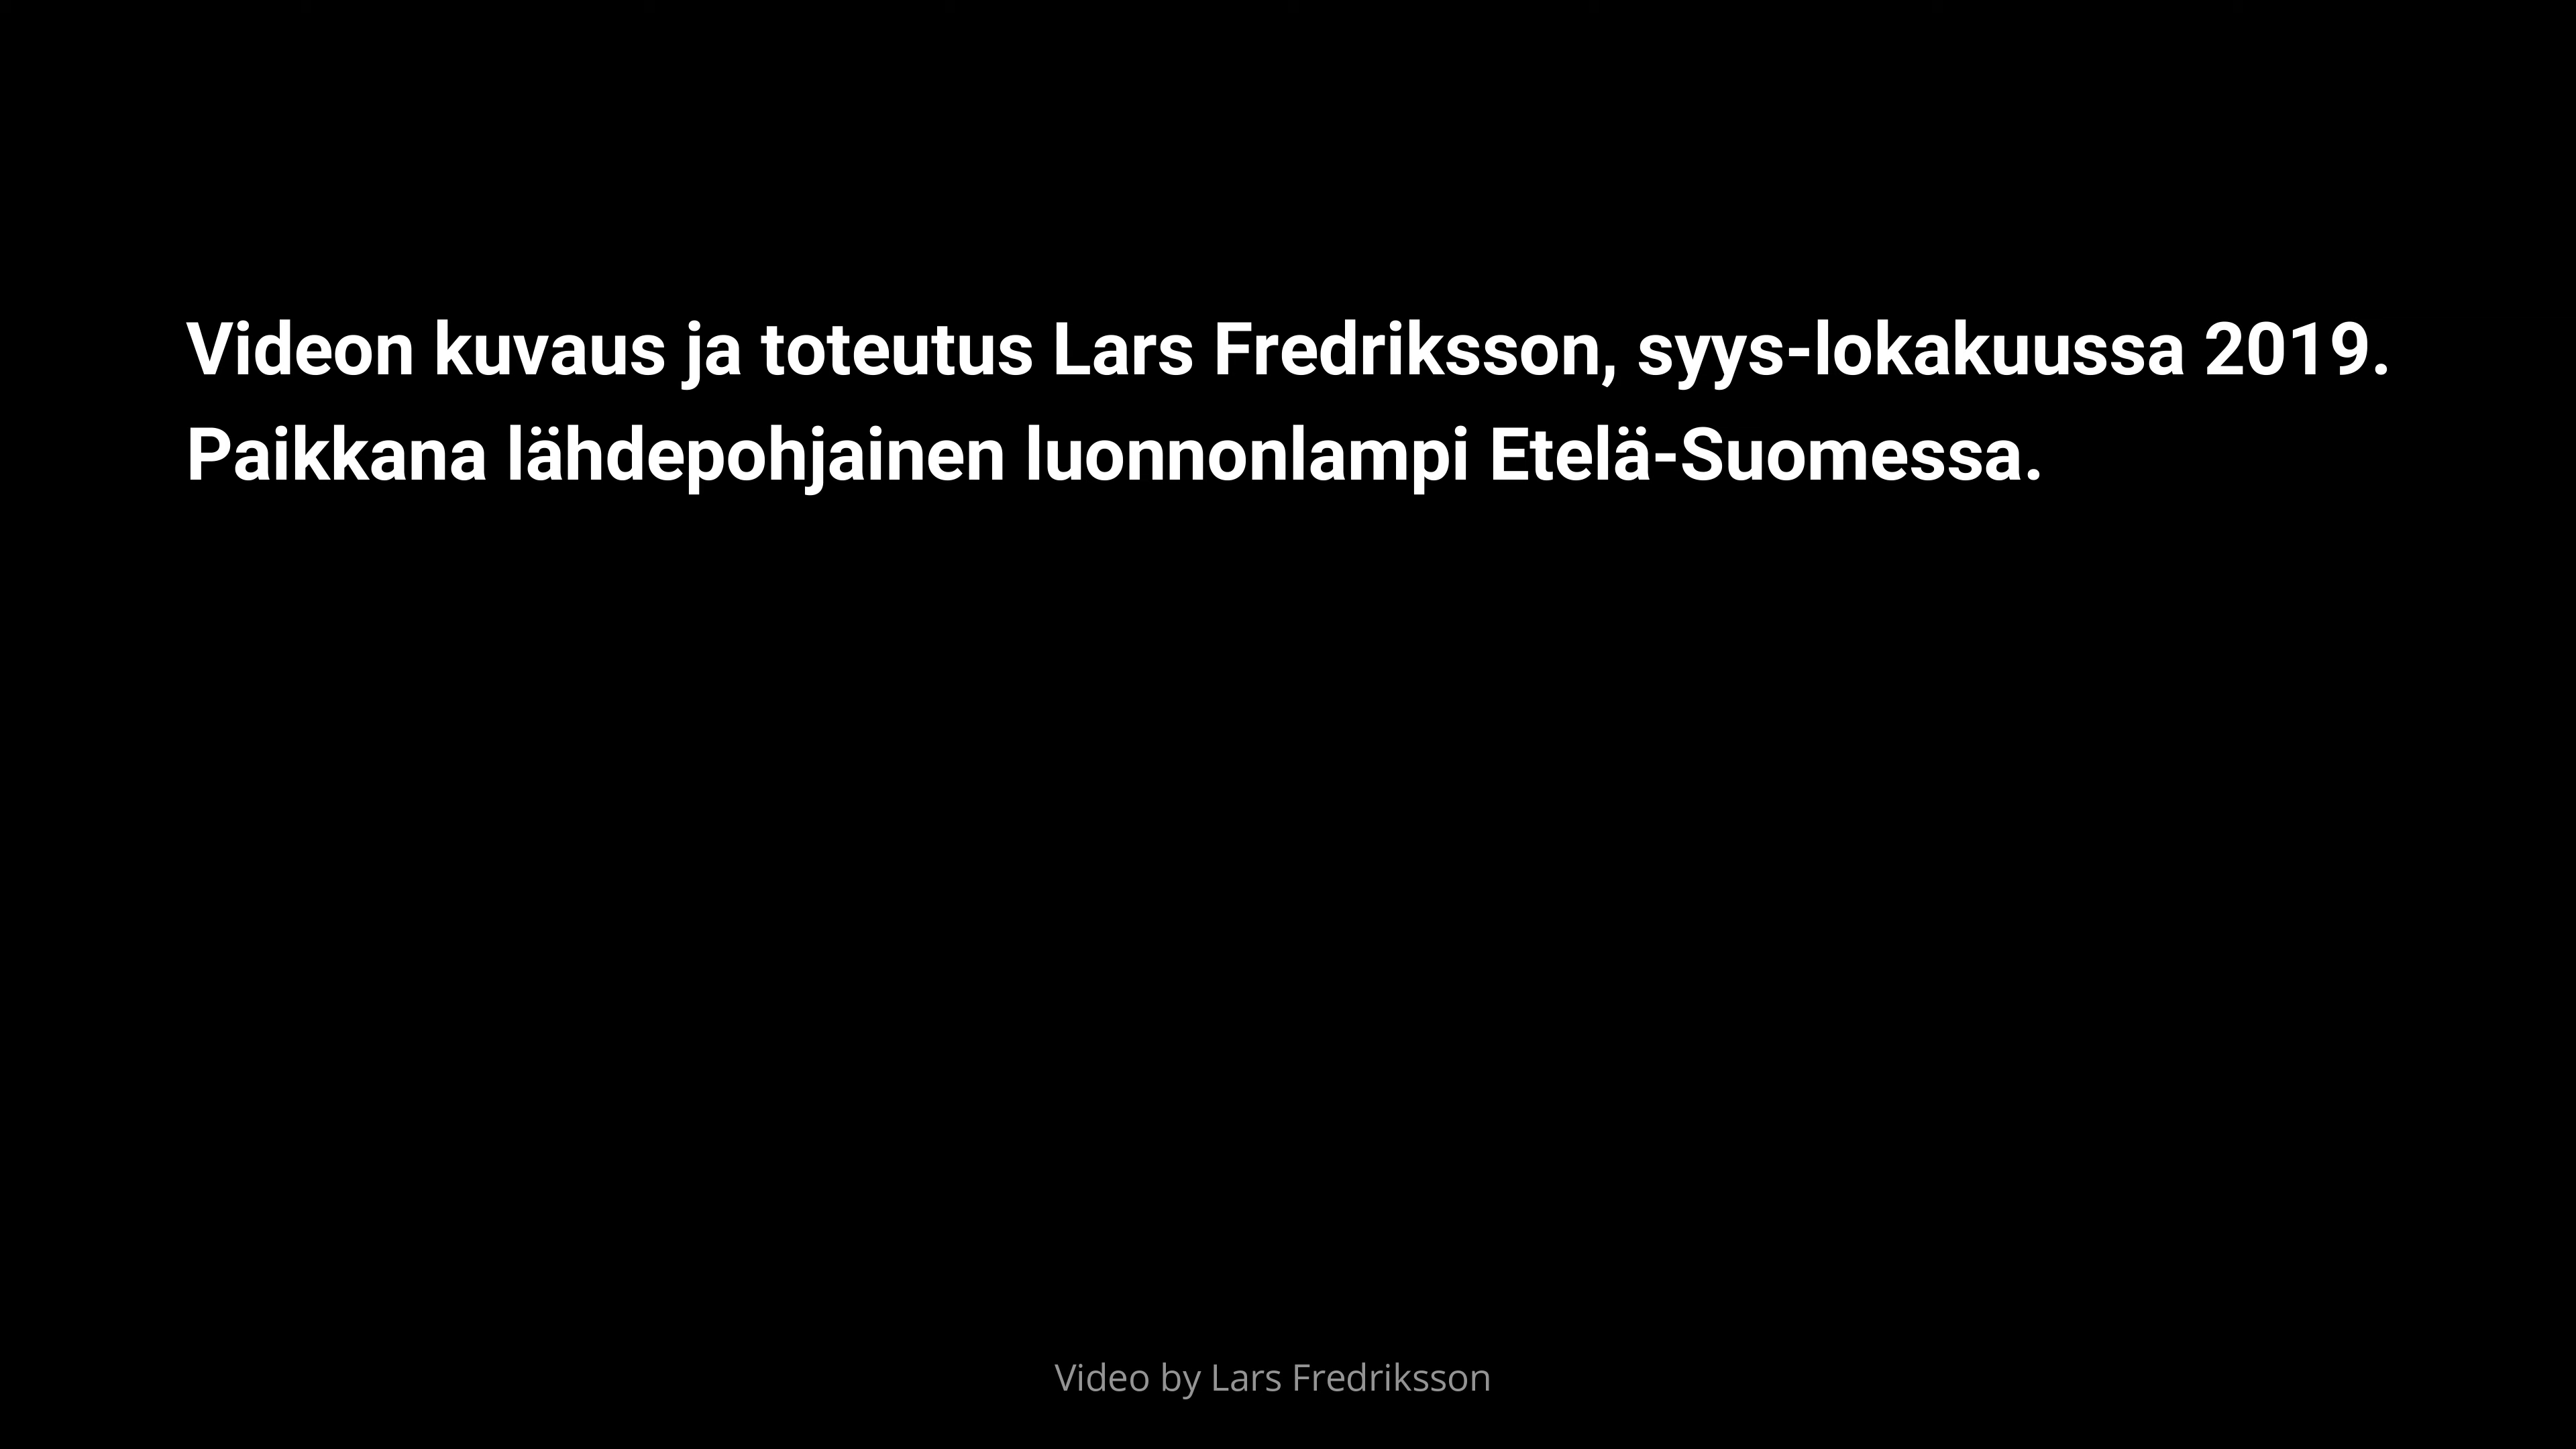 Videon kuvaus ja toteutus Lars Fredriksson, syys-lokakuussa 2019.
Paikkana lähdepohjainen luonnonlampi Etelä-Suomessa.
Video by Lars Fredriksson